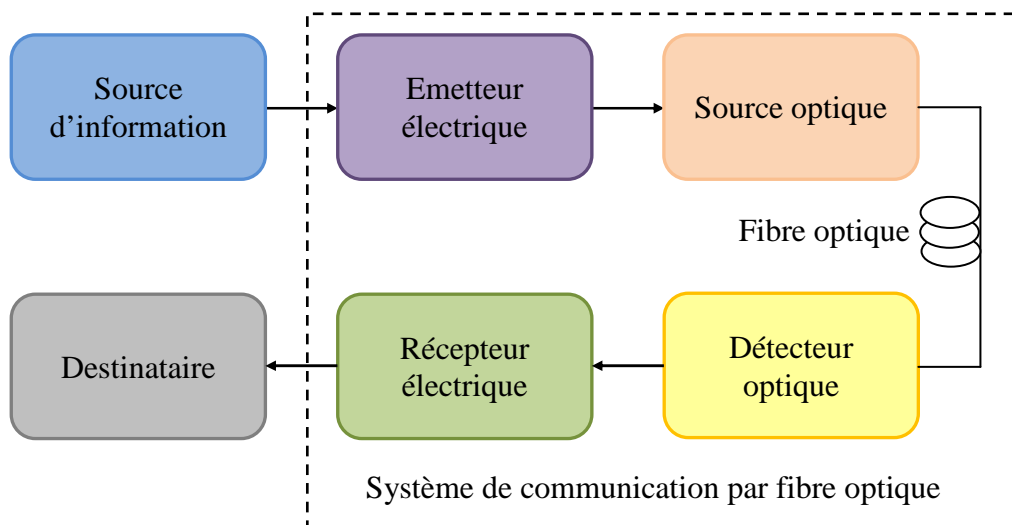 Source
d’information
Emetteur
électrique
Source optique
Fibre optique
Destinataire
Récepteur
électrique
Détecteur
optique
Système de communication par fibre optique